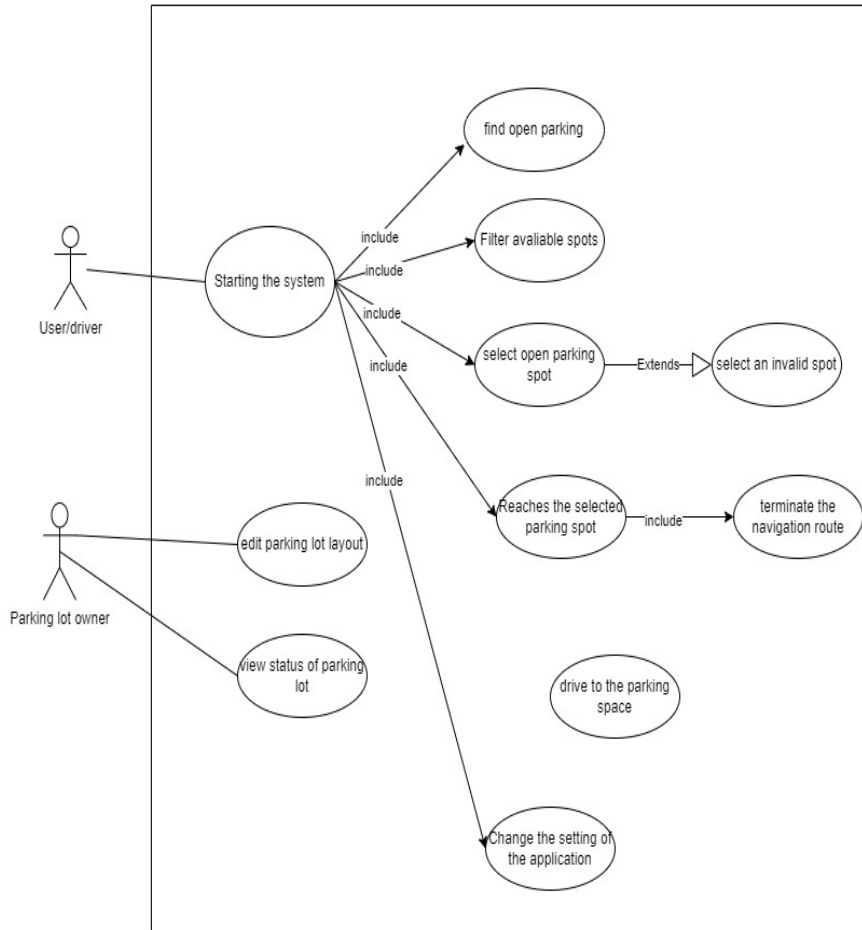 find open parking
include
Filter avaliable spots
include
Starting the system
User/driver
include
select open parking
spot
Extends
select an invalid spot
include
include
Reaches the selected
parking spot
include
terminate the
navigation route
edit parking lot layout
Parking lot owner
view status of parking
lot
drive to the parking
space
Change the setting of
the application